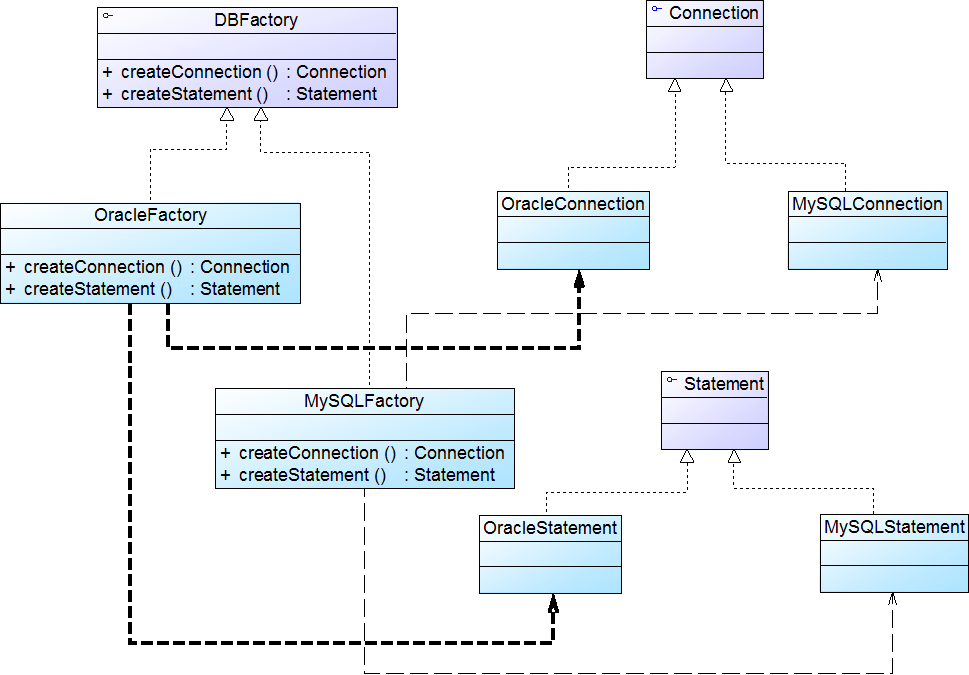 DBFactory
+ createConnection () : Connection
+ createStatement () : Statement
Connection
OracleFactory
+ createConnection () : Connection
+ createStatement () : Statement
OracleConnection
MySQLConnection
MySQLFactory
+ createConnection () : Connection
+ createStatement () : Statement
Statement
OracleStatement
MySQLStatement